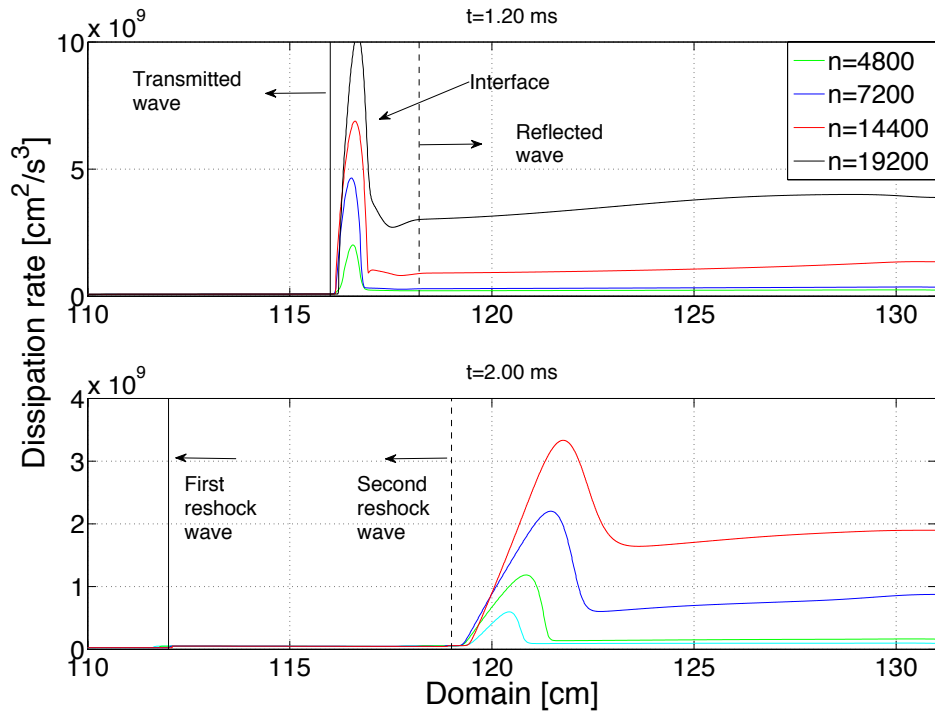 t=1.20 ms
x 10^9
10
5
0
Transmitted
wave
Interface
Reflected
wave
n=4800
n=7200
n=14400
n=19200
110
115
120
125
130
Dissipation rate [cm^2/s^3]
t=2.00 ms
x 10^9
4
3
2
1
0
First
reshock
wave
Second
reshock
wave
110
115
120
125
130
Domain [cm]